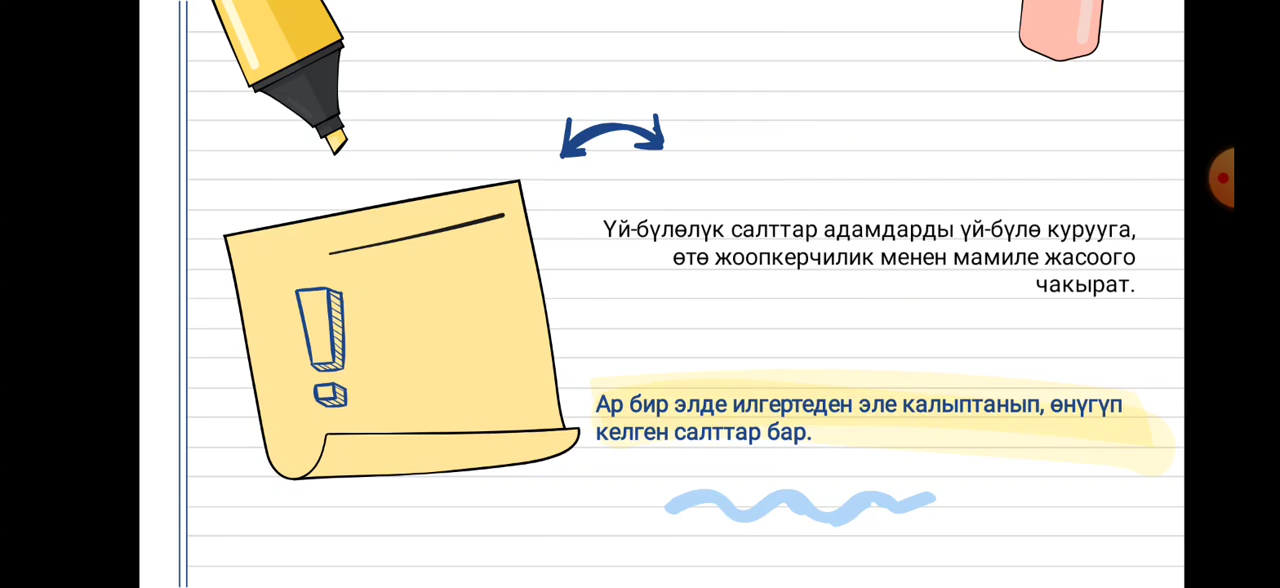 Үй-бүлөлүк салттар адамдарды үй-бүлө курууга,
өтө жоопкерчилик менен мамиле жасоого
чакырат.
Ар бир элде илгертеден эле калыптанып, өнүгүп
келген салттар бар.